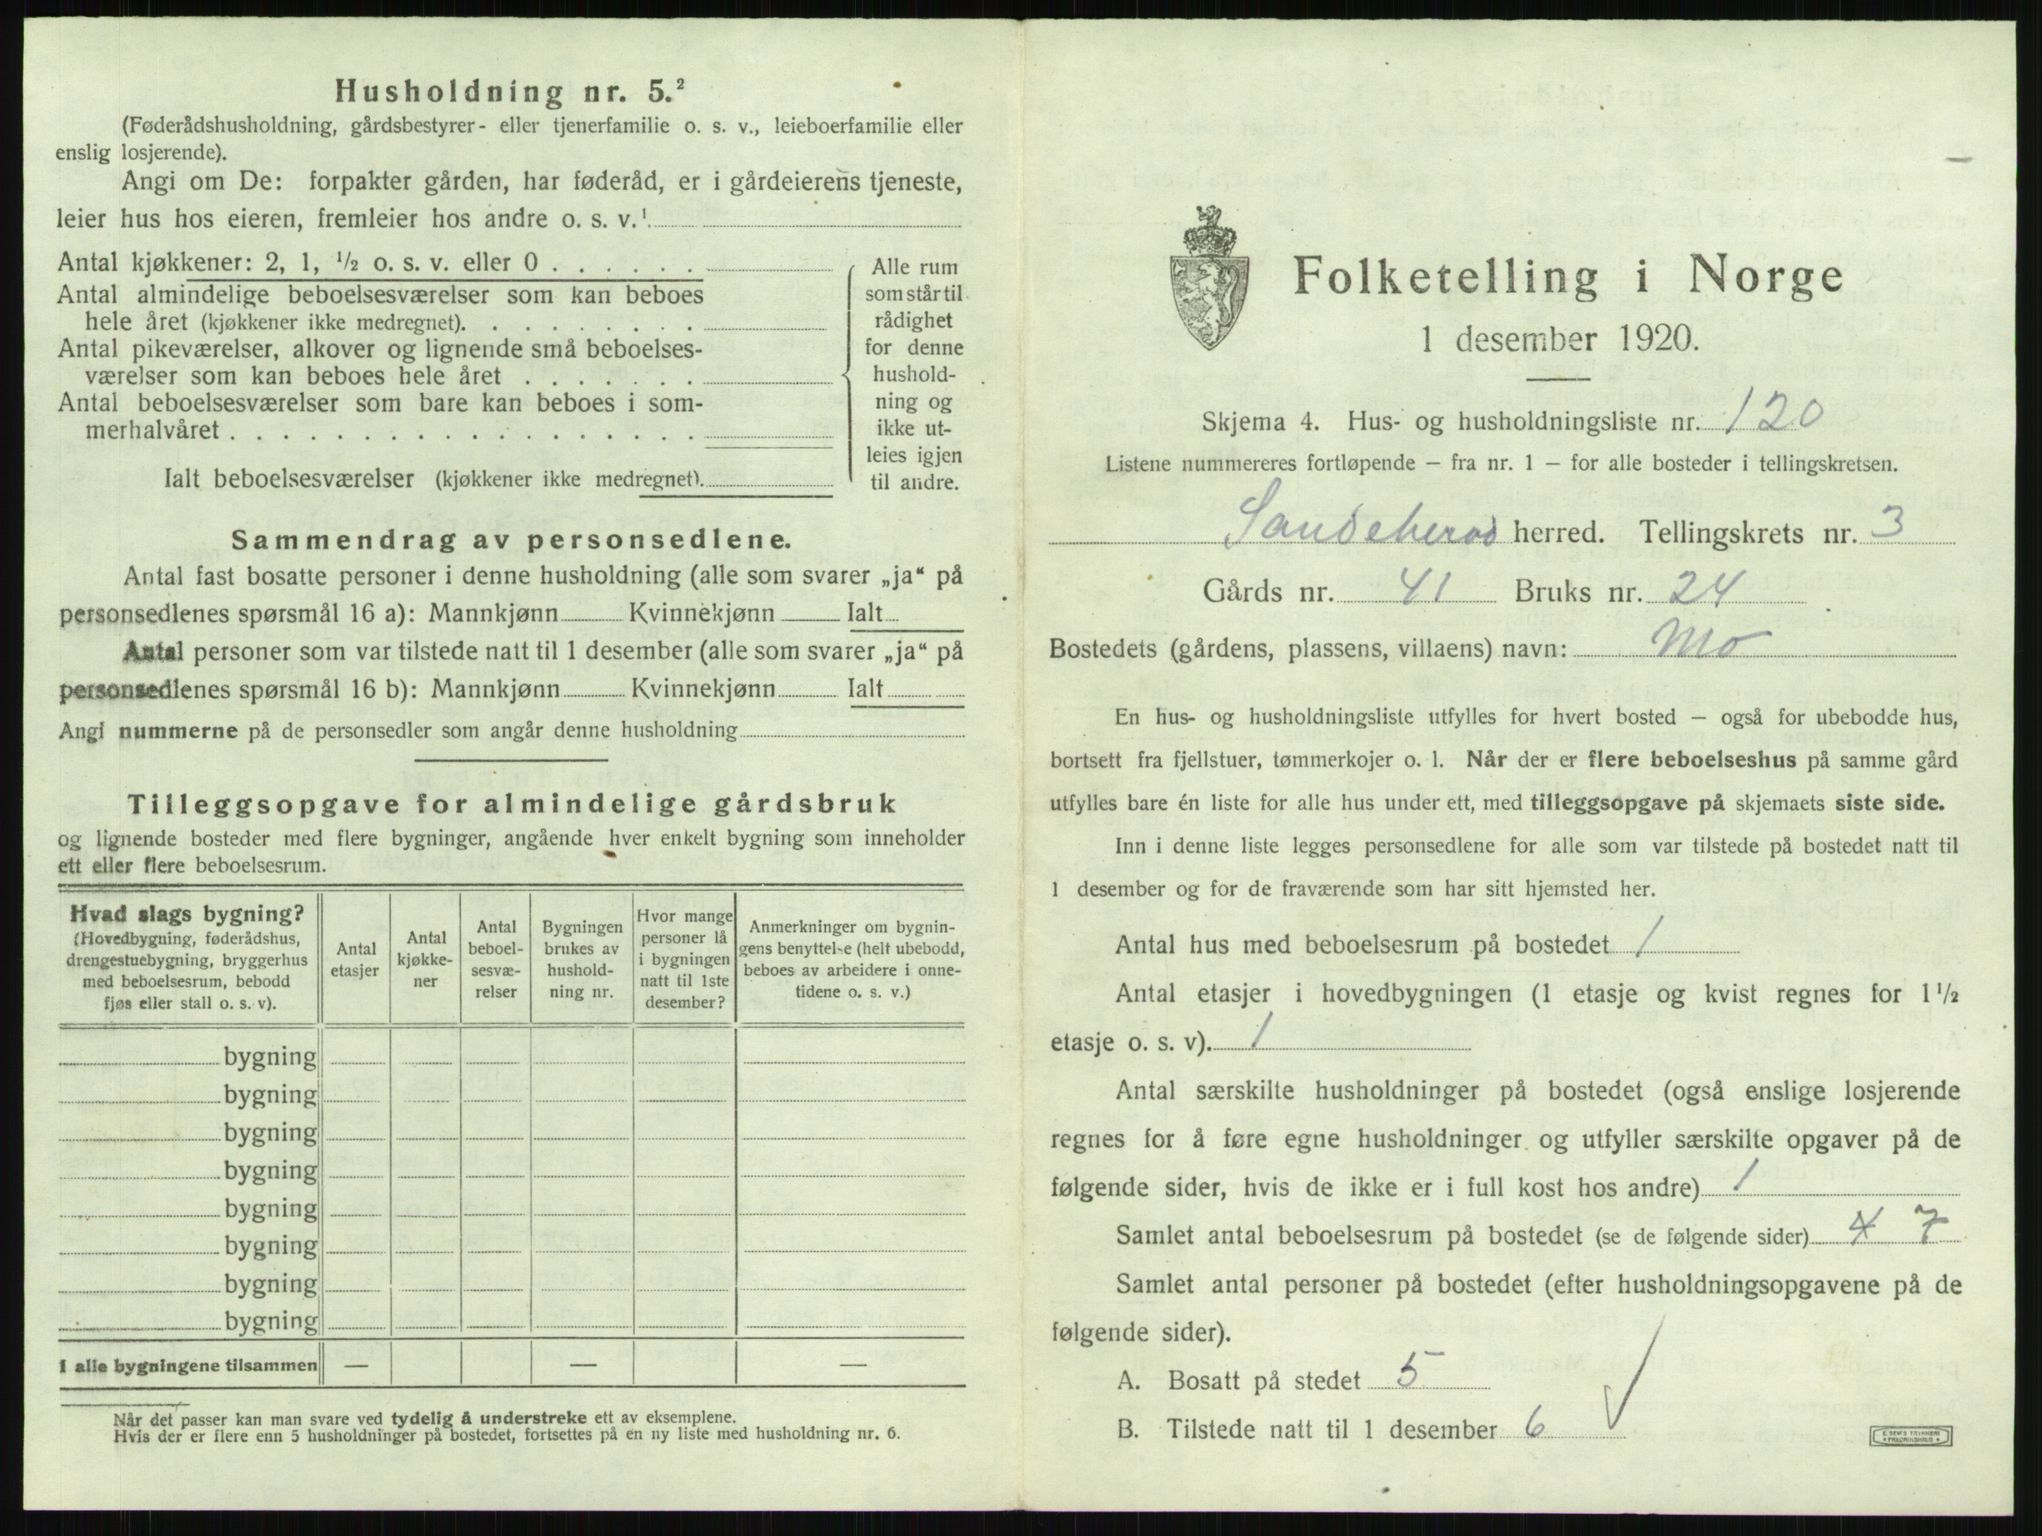 Husholdning nr. 5.²
(Føderådshusholdning, gårdsbestyrer- eller tjenerfamilie o. s. v., leieboerfamilie eller
enslig losjerende).
Angi om De: forpakter gården, har føderåd, er i gårdeierens tjeneste,
leier hus hos eieren, fremleier hos andre o. s. v.¹
Antal kjøkkener: 2, 1, ½ o. s. v. eller 0 . . . . . .
Antal almindelige beboelsesværelser som kan beboes
hele året (kjøkkener ikke medregnet). . . . . . . . .
Antal pikeværelser, alkover og lignende små beboelses-
værelser som kan beboes hele året . . . . . . .
Antal beboelsesværelser som bare kan beboes i som-
merhalvåret . . . . . . . . . . . . . . . . . .
Ialt beboelsesværelser (kjøkkener ikke medregnet).
Alle rum
som står til
rådighet
for denne
hushold-
ning og
ikke ut-
leies igjen
til andre.
Sammendrag av personsedlene.
Antal fast bosatte personer i denne husholdning (alle som svarer „ja“ på
personsedlenes spørsmål 16 a): Mannkjønn Kvinnekjønn Ialt
Antal personer som var tilstede natt til 1 desember (alle som svarer „ja“ på
personsedlenes spørsmål 16 b): Mannkjønn Kvinnekjønn Ialt
Angi nummerne på de personsedler som angår denne husholdning
Tilleggsopgave for almindelige gårdsbruk
og lignende bosteder med flere bygninger, angående hver enkelt bygning som inneholder
ett eller flere beboelsesrum.
Hvad slags bygning?
(Hovedbygning, føderådshus,
drengestuebygning, bryggerhus
med beboelsesrum, bebodd
fjøs eller stall o. s. v).
Antal
etasjer
Antal
kjøkke-
ner
Antal
beboel-
sesvæ-
relser
Bygningen
brukes av
hushold-
ning nr.
Hvor mange
personer lå
i bygningen
natt til 1ste
desember?
Anmerkninger om bygnin-
gens benyttel-e (helt ubebodd,
beboes av arbeidere i onne-
tidene o. s. v.)
bygning
bygning
bygning
bygning
bygning
bygning
bygning
bygning
I alle bygningene tilsammen — — —
Når det passer kan man svare ved tydelig å understreke ett av eksemplene.
Hvis der er flere enn 5 husholdninger på bostedet, fortsettes på en ny liste med husholdning nr. 6.
Folketelling i Norge
1 desember 1920.
Skjema 4. Hus- og husholdningsliste nr. 120
Listene nummereres fortløpende — fra nr. 1 — for alle bosteder i tellingskretsen.
Sandeherad herred. Tellingskrets nr. 3
Gårds nr. 41 Bruks nr. 24
Bostedets (gårdens, plassens, villaens) navn: Mo
En hus- og husholdningsliste utfylles for hvert bosted — også for ubebodde hus,
bortsett fra fjellstuer, tømmerkojer o. l. Når der er flere beboelseshus på samme gård
utfylles bare én liste for alle hus under ett, med tilleggsopgave på skjemaets siste side.
Inn i denne liste legges personsedlene for alle som var tilstede på bostedet natt til
1 desember og for de fraværende som har sitt hjemsted her.
Antal hus med beboelsesrum på bostedet 1
Antal etasjer i hovedbygningen (1 etasje og kvist regnes for 1½
etasje o. s. v). 1
Antal særskilte husholdninger på bostedet (også enslige losjerende
regnes for å føre egne husholdninger og utfyller særskilte opgaver på de
følgende sider, hvis de ikke er i full kost hos andre) 1
Samlet antal beboelsesrum på bostedet (se de følgende sider) 4 7
Samlet antal personer på bostedet (efter husholdningsopgavene på de
følgende sider).
A. Bosatt på stedet 5
B. Tilstede natt til 1 desember 6